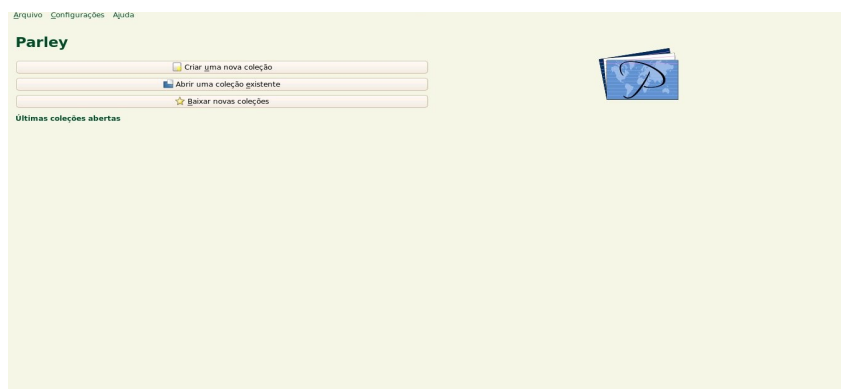 Arquivo Configurações Ajuda
Parley
Criar uma nova coleção
Abrir uma coleção existente
Baixar novas coleções
Últimas coleções abertas
P